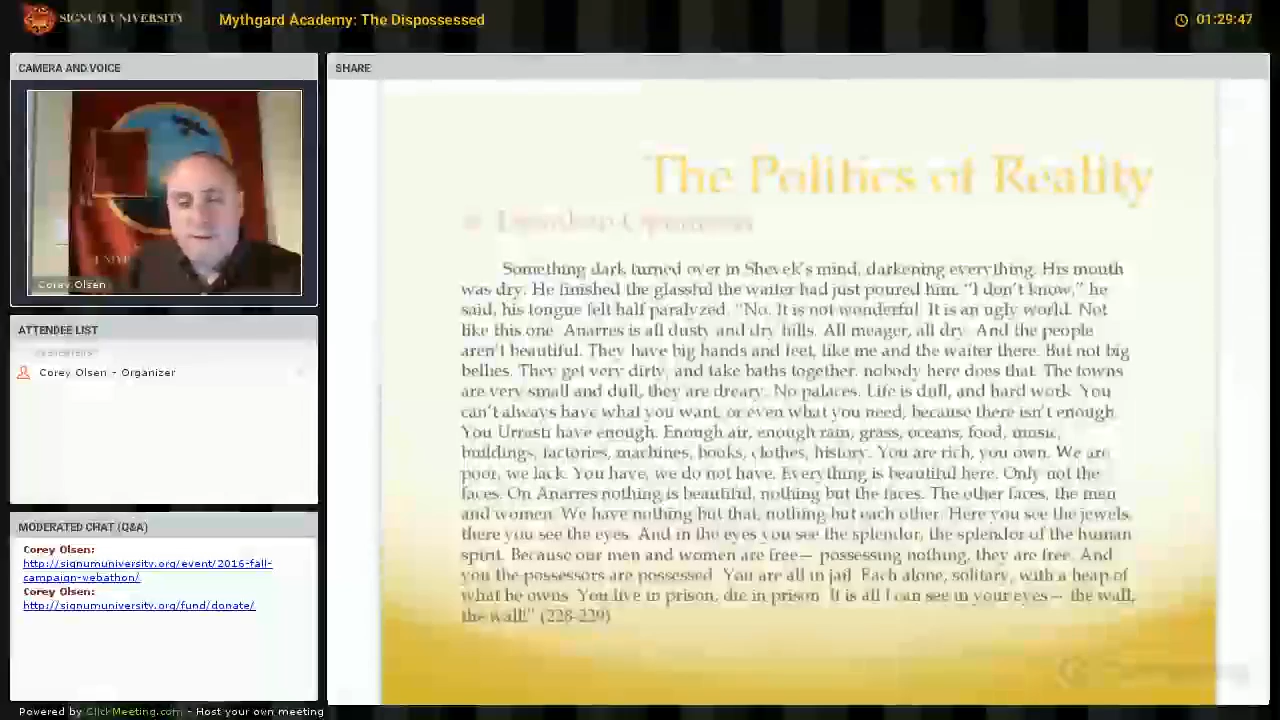 SIGNUM UNIVERSITY
Mythgard Academy: The Dispossessed
01:29:47
CAMERA AND VOICE
Corey Olsen
ATTENDEE LIST
Corey Olsen - Organizer
MODERATED CHAT (Q&A)
Corey Olsen:
http://signumuniversity.org/event/2016-fall-
campaign-webathon/
Corey Olsen:
http://signumuniversity.org/fund/donate/
Powered by ClickMeeting.com - Host your own meeting
SHARE
The Politics of Reality
Something dark turned over in Shevek's mind, darkening everything. His mouth
was dry. He finished the glassful the waiter had just poured him. "I don't know," he
said, his tongue felt half paralyzed. "No. It is not wonderful. It is an ugly world. Not
like this one. Anarres is all dusty and dry hills. All meager, all dry. And the people
aren't beautiful. They have big hands and feet, like me and the waiter there. But not big
bellies. They get very dirty, and take baths together, nobody here does that. The towns
are very small and dull, they are dreary. No palaces. Life is dull, and hard work. You
can't always have what you want, or even what you need, because there isn't enough.
You Urrasti have enough. Enough air, enough rain, grass, oceans, food, music,
buildings, factories, machines, books, clothes, history. You are rich, you own. We are
poor, we lack. You have, we do not have. Everything is beautiful here. Only not the
faces. On Anarres nothing is beautiful, nothing but the faces. The other faces, the men
and women. We have nothing but that, nothing but each other. Here you see the jewels,
there you see the eyes. And in the eyes you see the splendor, the splendor of the human
spirit. Because our men and women are free— possessing nothing, they are free. And
you the possessors are possessed. You are all in jail. Each alone, solitary, with a heap of
what he owns. You live in prison, die in prison. It is all I can see in your eyes— the wall,
the wall!" (228-229)